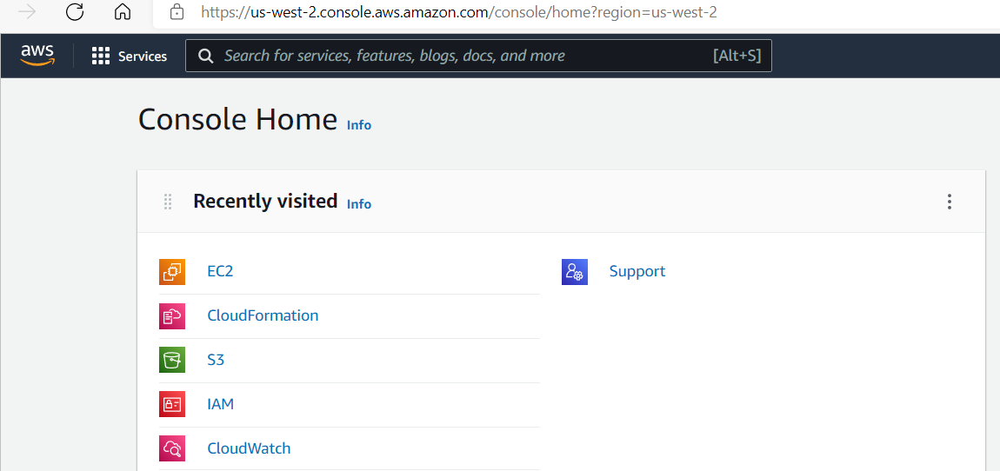 https://us-west-2.console.aws.amazon.com/console/home?region=us-west-2
aws Services Search for services, features, blogs, docs, and more [Alt+S]
Console Home Info
Recently visited Info
EC2
CloudFormation
S3
IAM
CloudWatch
Support